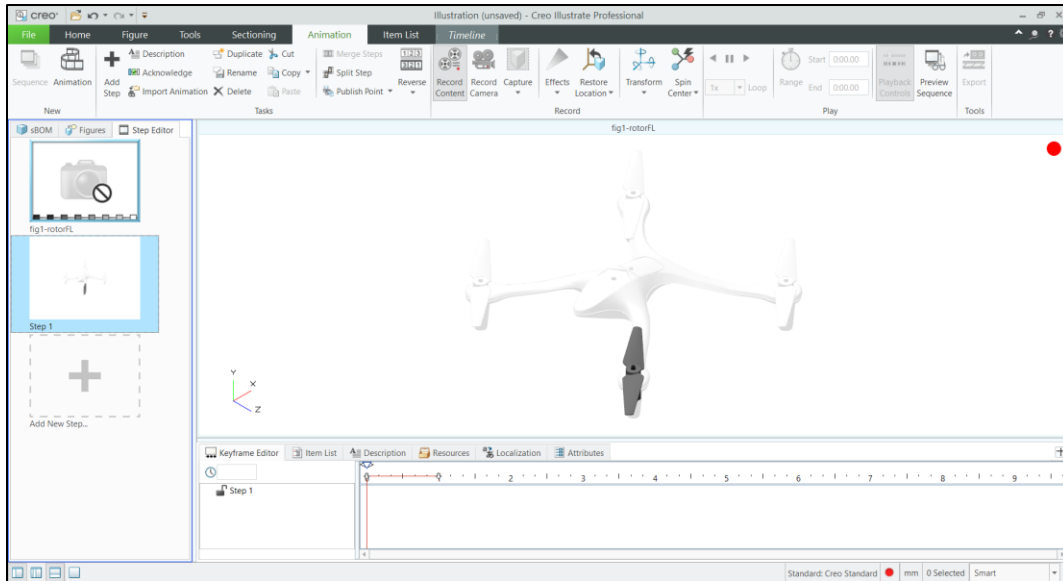 creo
Illustration (unsaved) - Creo Illustrate Professional
File Home Figure Tools Sectioning Animation Item List Timeline
Sequence Animation Add Step Description Acknowledge Import Animation Duplicate Rename Delete Cut Copy Paste Merge Steps Split Step Publish Point Reverse Record Content Record Camera Capture Effects Restore Location Transform Spin Center 1x Loop Start 0:00.00 Range End 0:00.00 Playback Controls Preview Sequence Export
New Tasks Record Play Tools
sBOM Figures Step Editor
fig1-rotorFL
fig1-rotorFL
Step 1
Add New Step...
Y
X
Z
Keyframe Editor Item List Description Resources Localization Attributes
0 1 2 3 4 5 6 7 8 9
Step 1
Standard: Creo Standard mm 0 Selected Smart